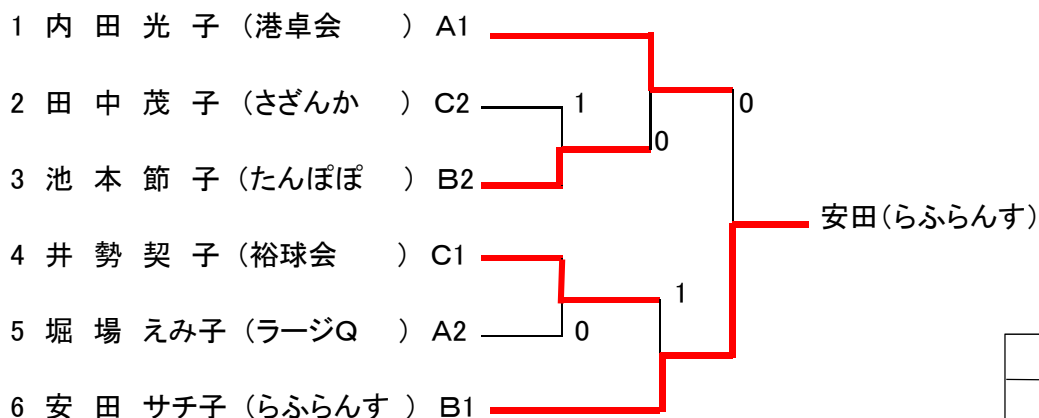 1 内 田 光 子 (港卓会 ) A1
2 田 中 茂 子 (さざんか ) C2
1
0
0
3 池 本 節 子 (たんぽぽ ) B2
安田(らふらんす)
4 井 勢 契 子 (裕球会 ) C1
1
5 堀 場 えみ子 (ラージQ ) A2
0
6 安 田 サチ子 (らふらんす ) B1